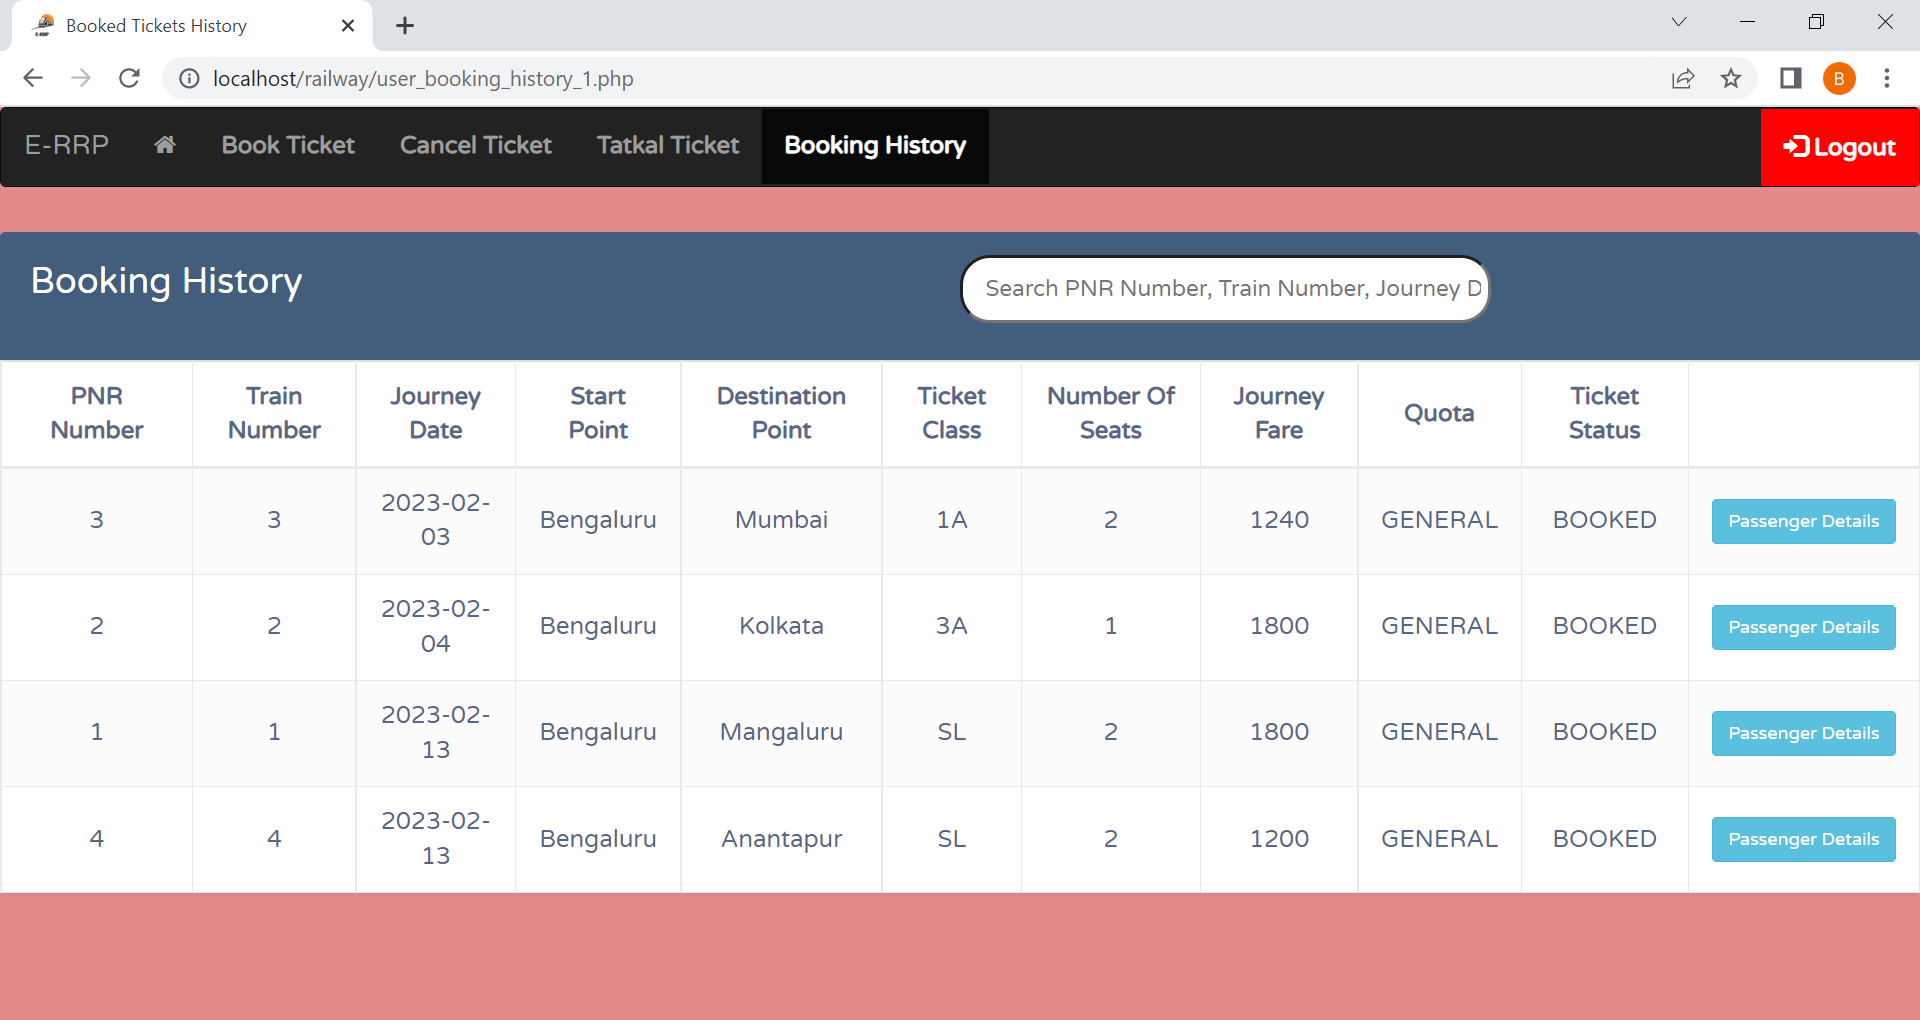 Booked Tickets History
localhost/railway/user_booking_history_1.php
B
E-RRP Book Ticket Cancel Ticket Tatkal Ticket Booking History Logout
Booking History
Search PNR Number, Train Number, Journey D
PNR Number Train Number Journey Date Start Point Destination Point Ticket Class Number Of Seats Journey Fare Quota Ticket Status
3 3 2023-02-03 Bengaluru Mumbai 1A 2 1240 GENERAL BOOKED Passenger Details
2 2 2023-02-04 Bengaluru Kolkata 3A 1 1800 GENERAL BOOKED Passenger Details
1 1 2023-02-13 Bengaluru Mangaluru SL 2 1800 GENERAL BOOKED Passenger Details
4 4 2023-02-13 Bengaluru Anantapur SL 2 1200 GENERAL BOOKED Passenger Details